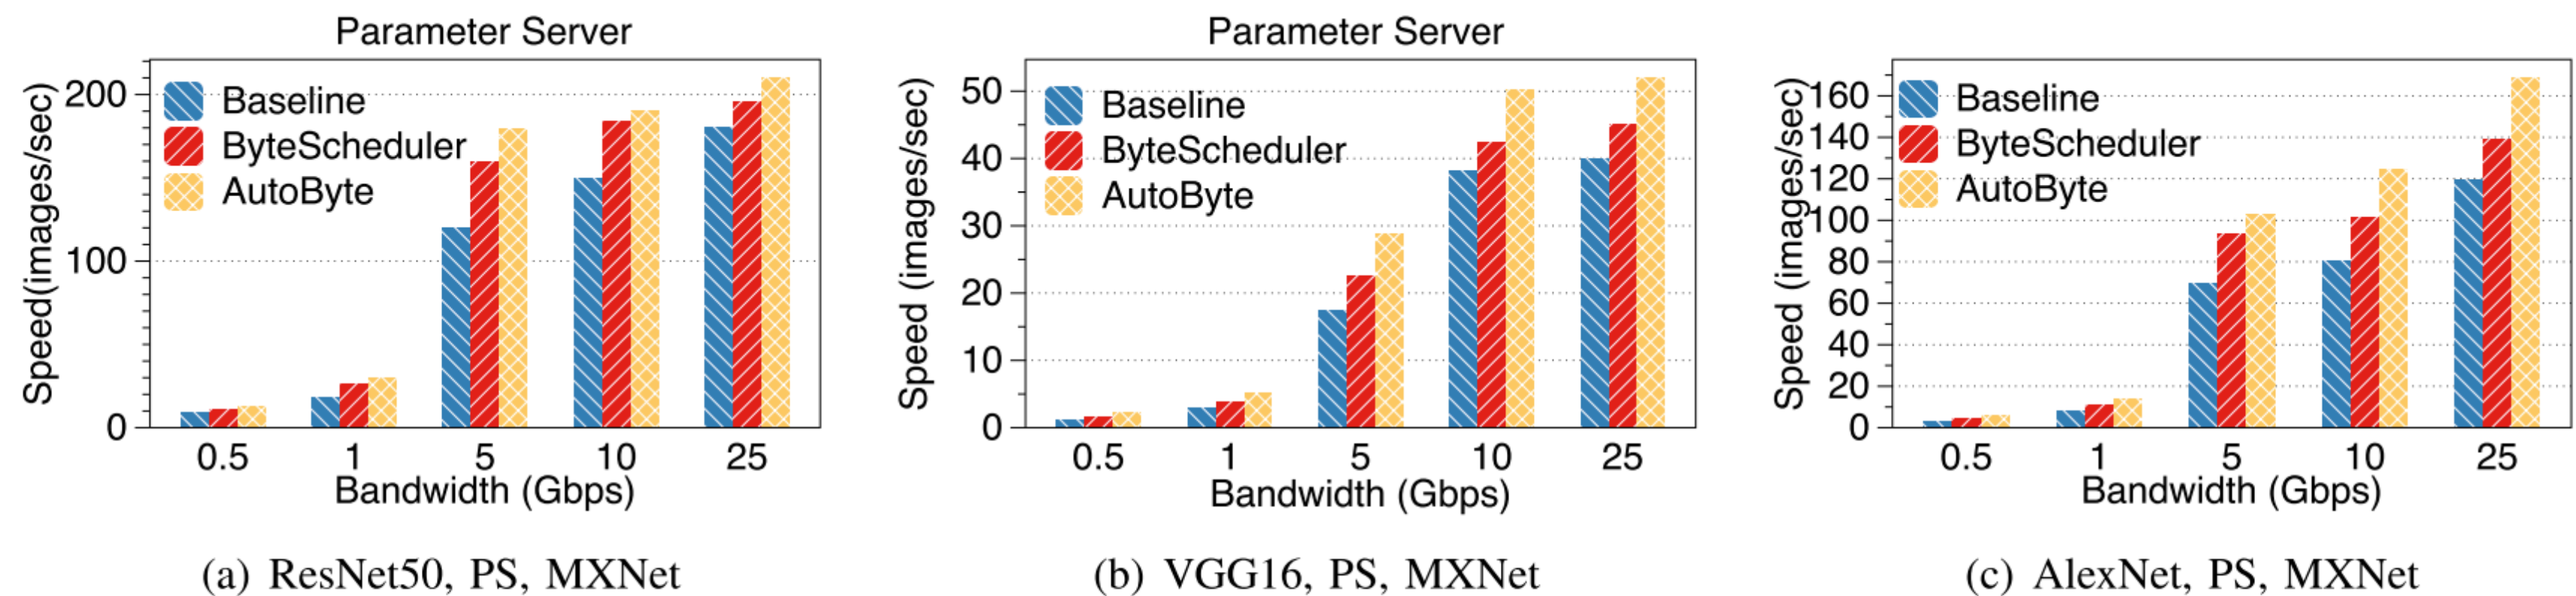 Parameter Server
Speed(images/sec)
200
100
0
Baseline
ByteScheduler
AutoByte
0.5 1 5 10 25
Bandwidth (Gbps)
(a) ResNet50, PS, MXNet
Parameter Server
Speed (images/sec)
50
40
30
20
10
0
Baseline
ByteScheduler
AutoByte
0.5 1 5 10 25
Bandwidth (Gbps)
(b) VGG16, PS, MXNet
Speed (images/sec)
160
140
120
100
80
60
40
20
0
Baseline
ByteScheduler
AutoByte
0.5 1 5 10 25
Bandwidth (Gbps)
(c) AlexNet, PS, MXNet